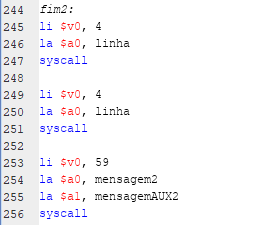 244 fim2:
245 li $v0, 4
246 la $a0, linha
247 syscall
248
249 li $v0, 4
250 la $a0, linha
251 syscall
252
253 li $v0, 59
254 la $a0, mensagem2
255 la $a1, mensagemAUX2
256 syscall